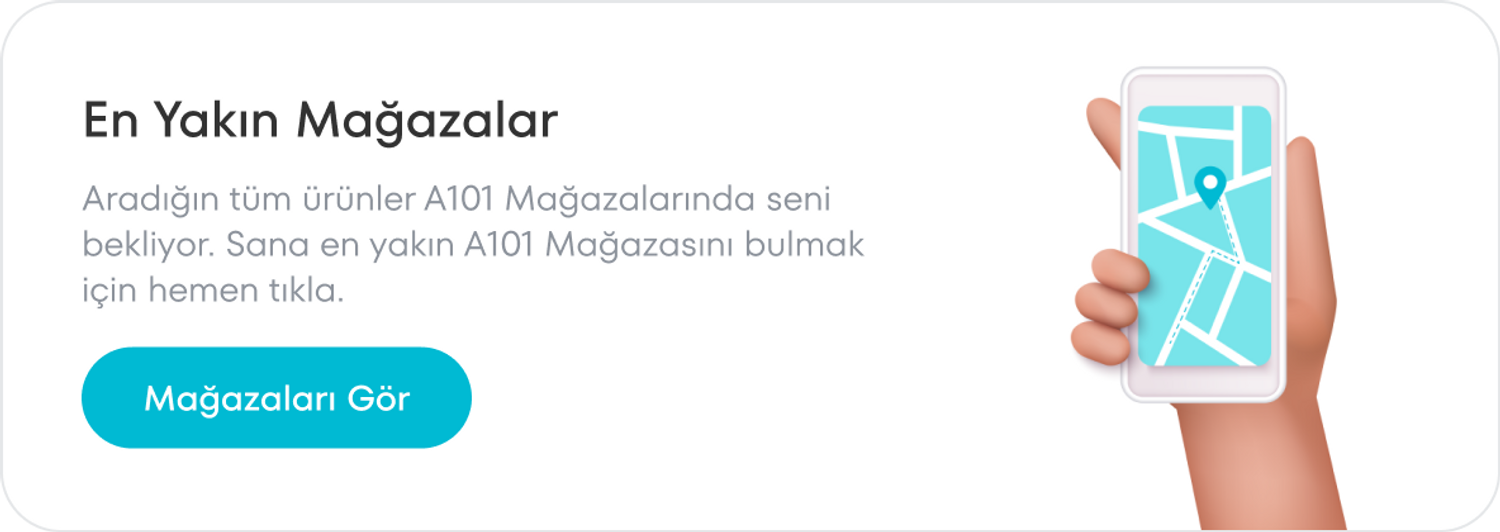 En Yakın Mağazalar
Aradığın tüm ürünler A101 Mağazalarında seni
bekliyor. Sana en yakın A101 Mağazasını bulmak
için hemen tıkla.
Mağazaları Gör